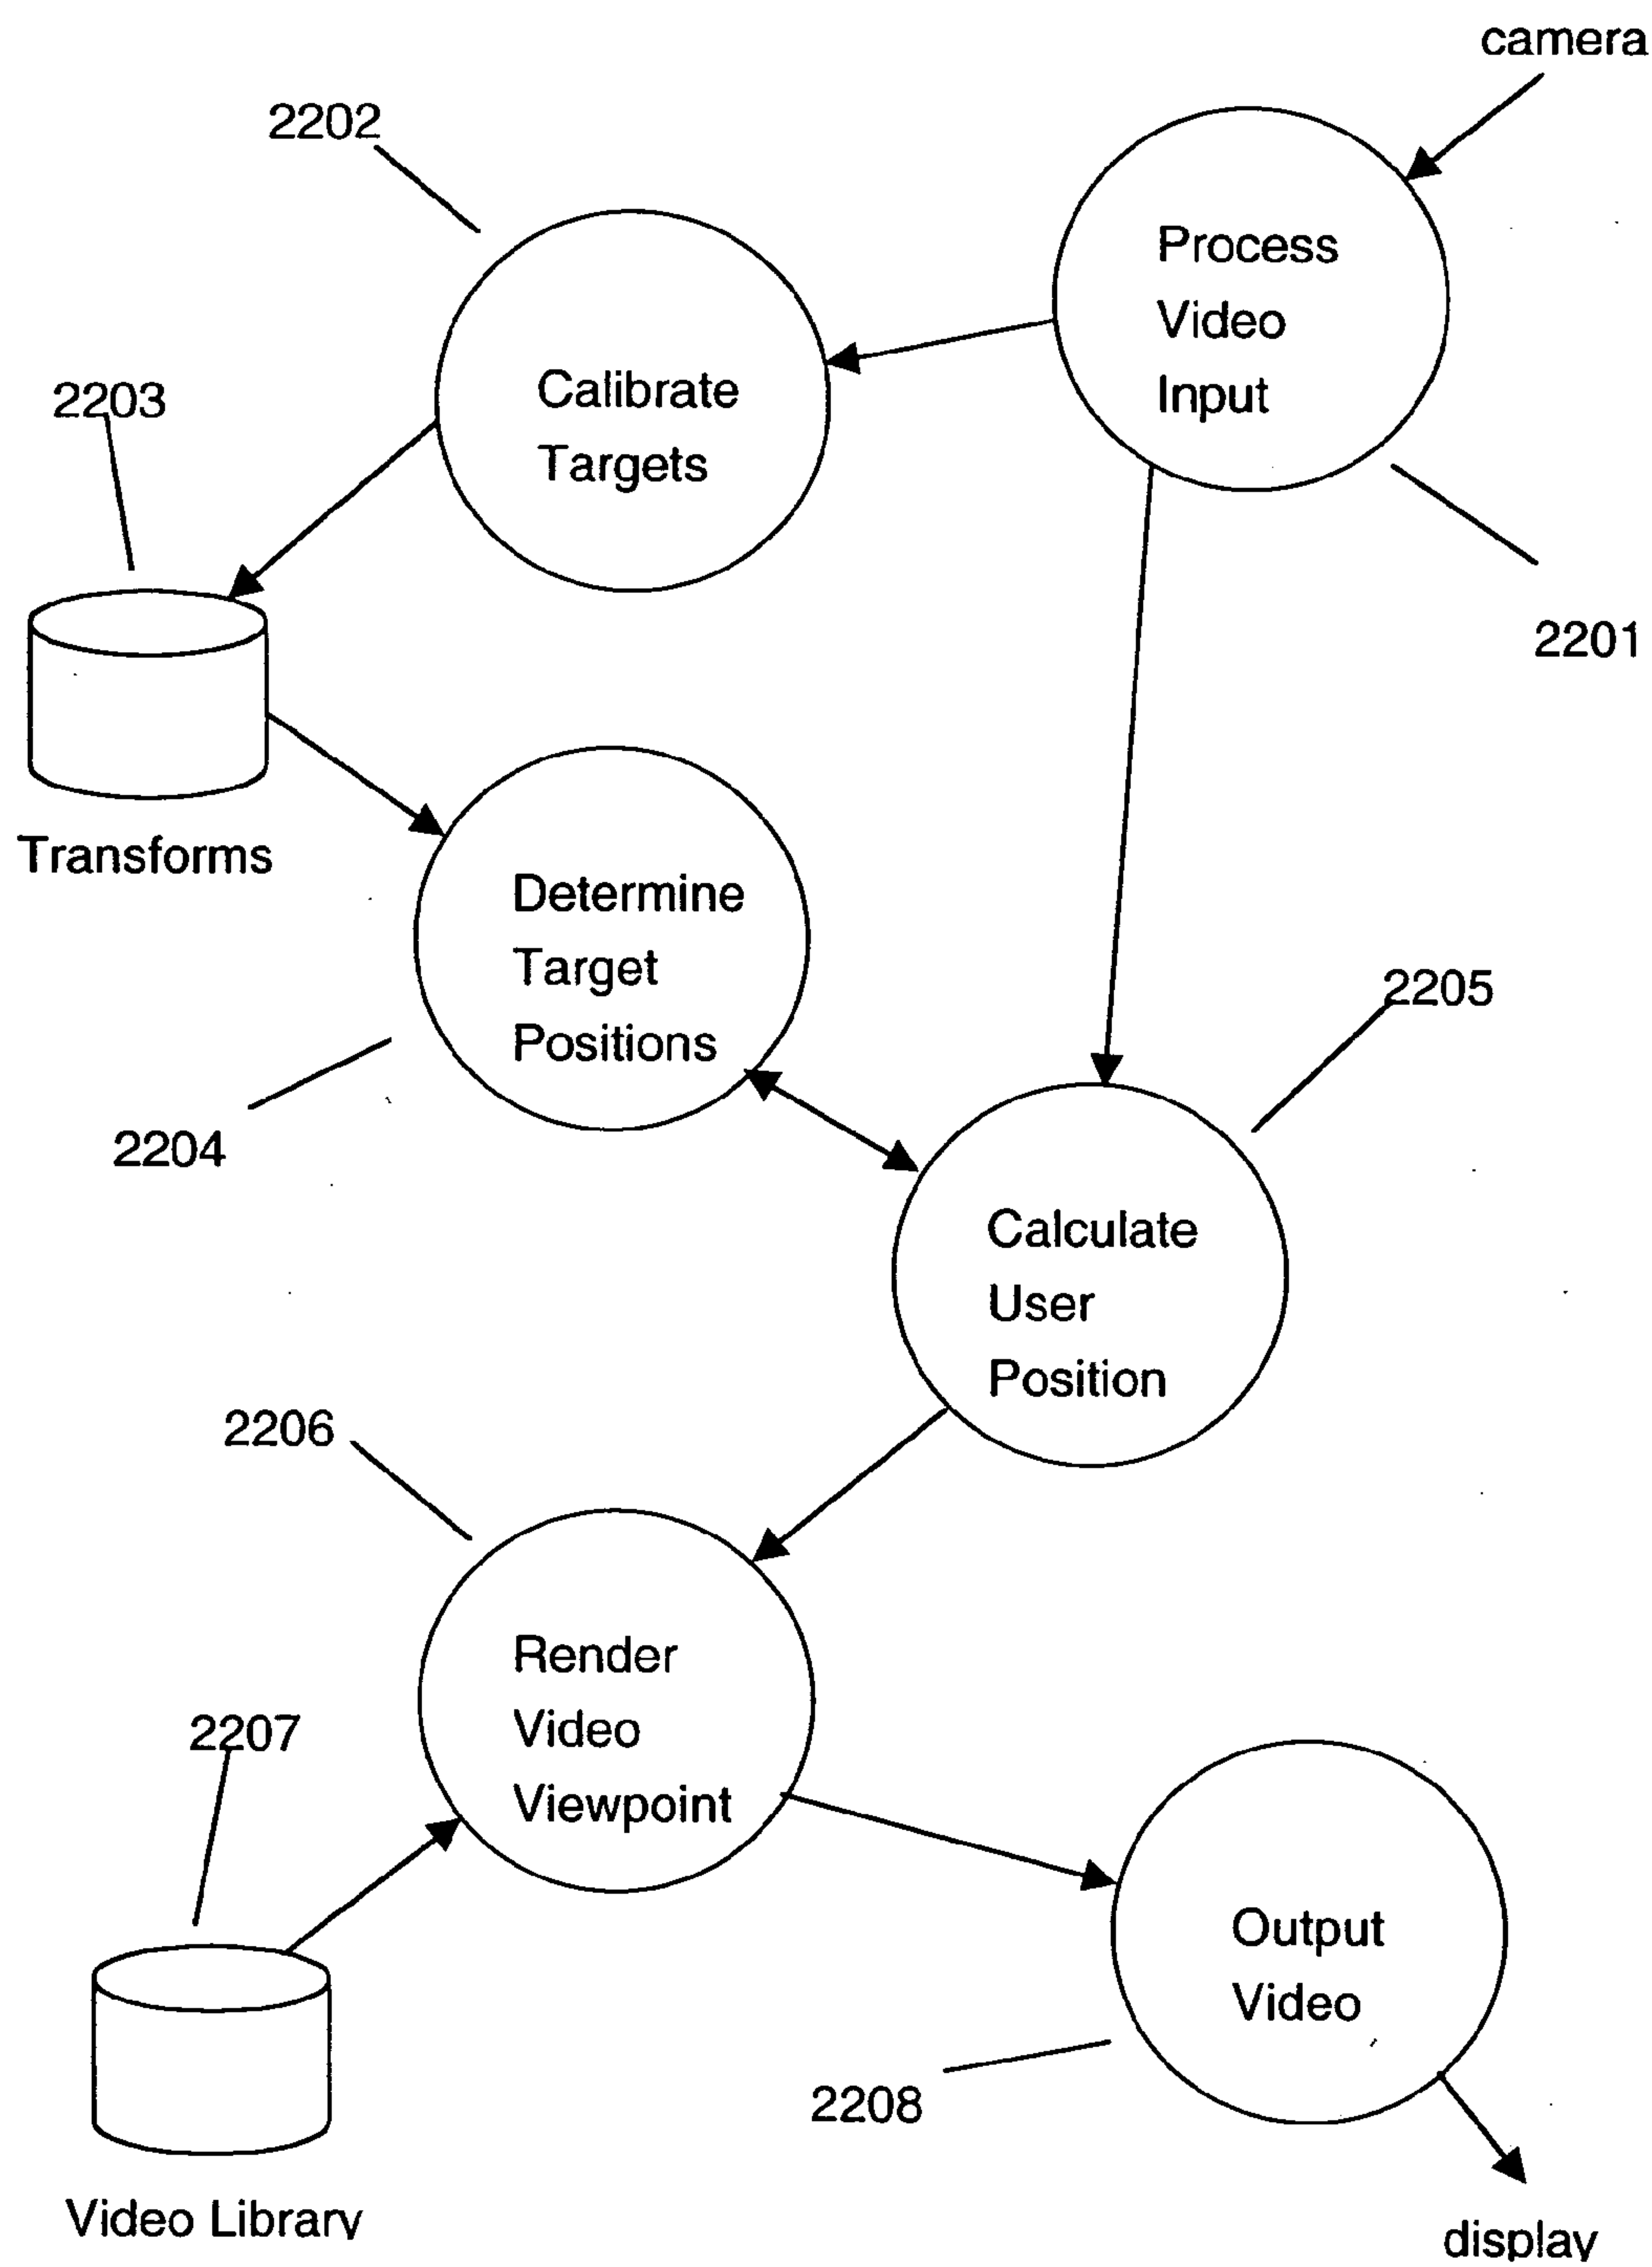 camera
2202
Process
Video
Input
Calibrate
Targets
2203
2201
Transforms
Determine
Target
Positions
2205
2204
Calculate
User
Position
2206
Render
Video
Viewpoint
2207
Output
Video
2208
Video Library
display